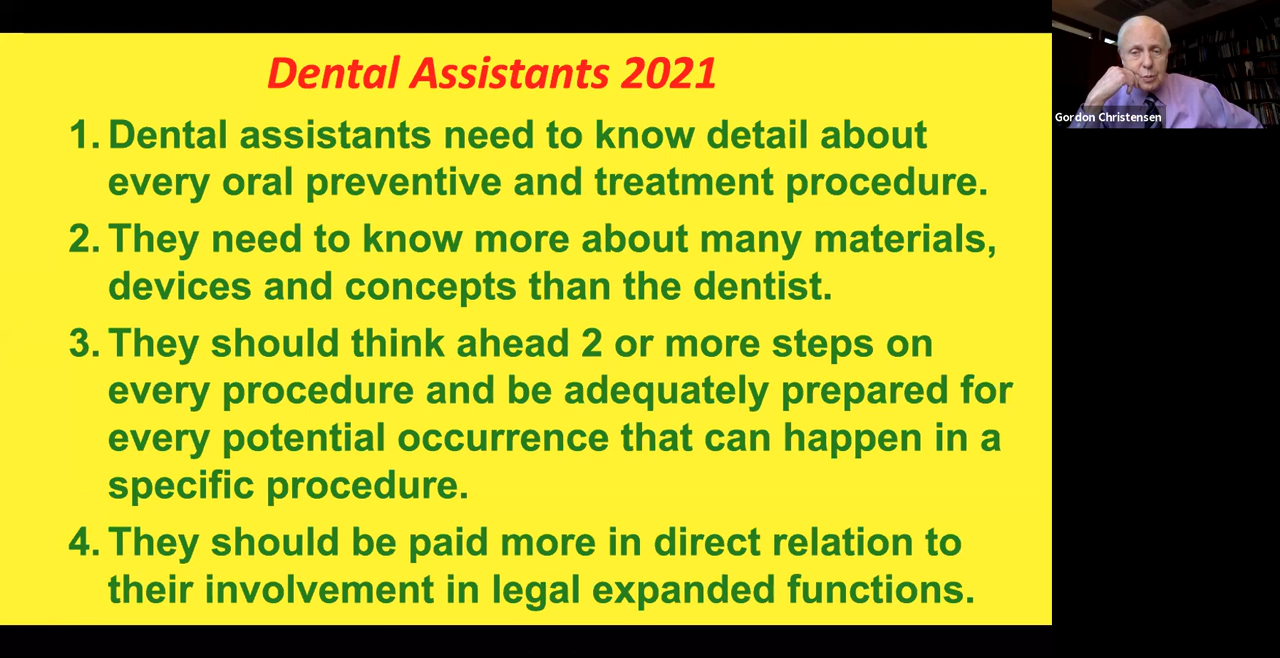 Dental Assistants 2021
1. Dental assistants need to know detail about
every oral preventive and treatment procedure.
2. They need to know more about many materials,
devices and concepts than the dentist.
3. They should think ahead 2 or more steps on
every procedure and be adequately prepared for
every potential occurrence that can happen in a
specific procedure.
4. They should be paid more in direct relation to
their involvement in legal expanded functions.
Gordon Christensen